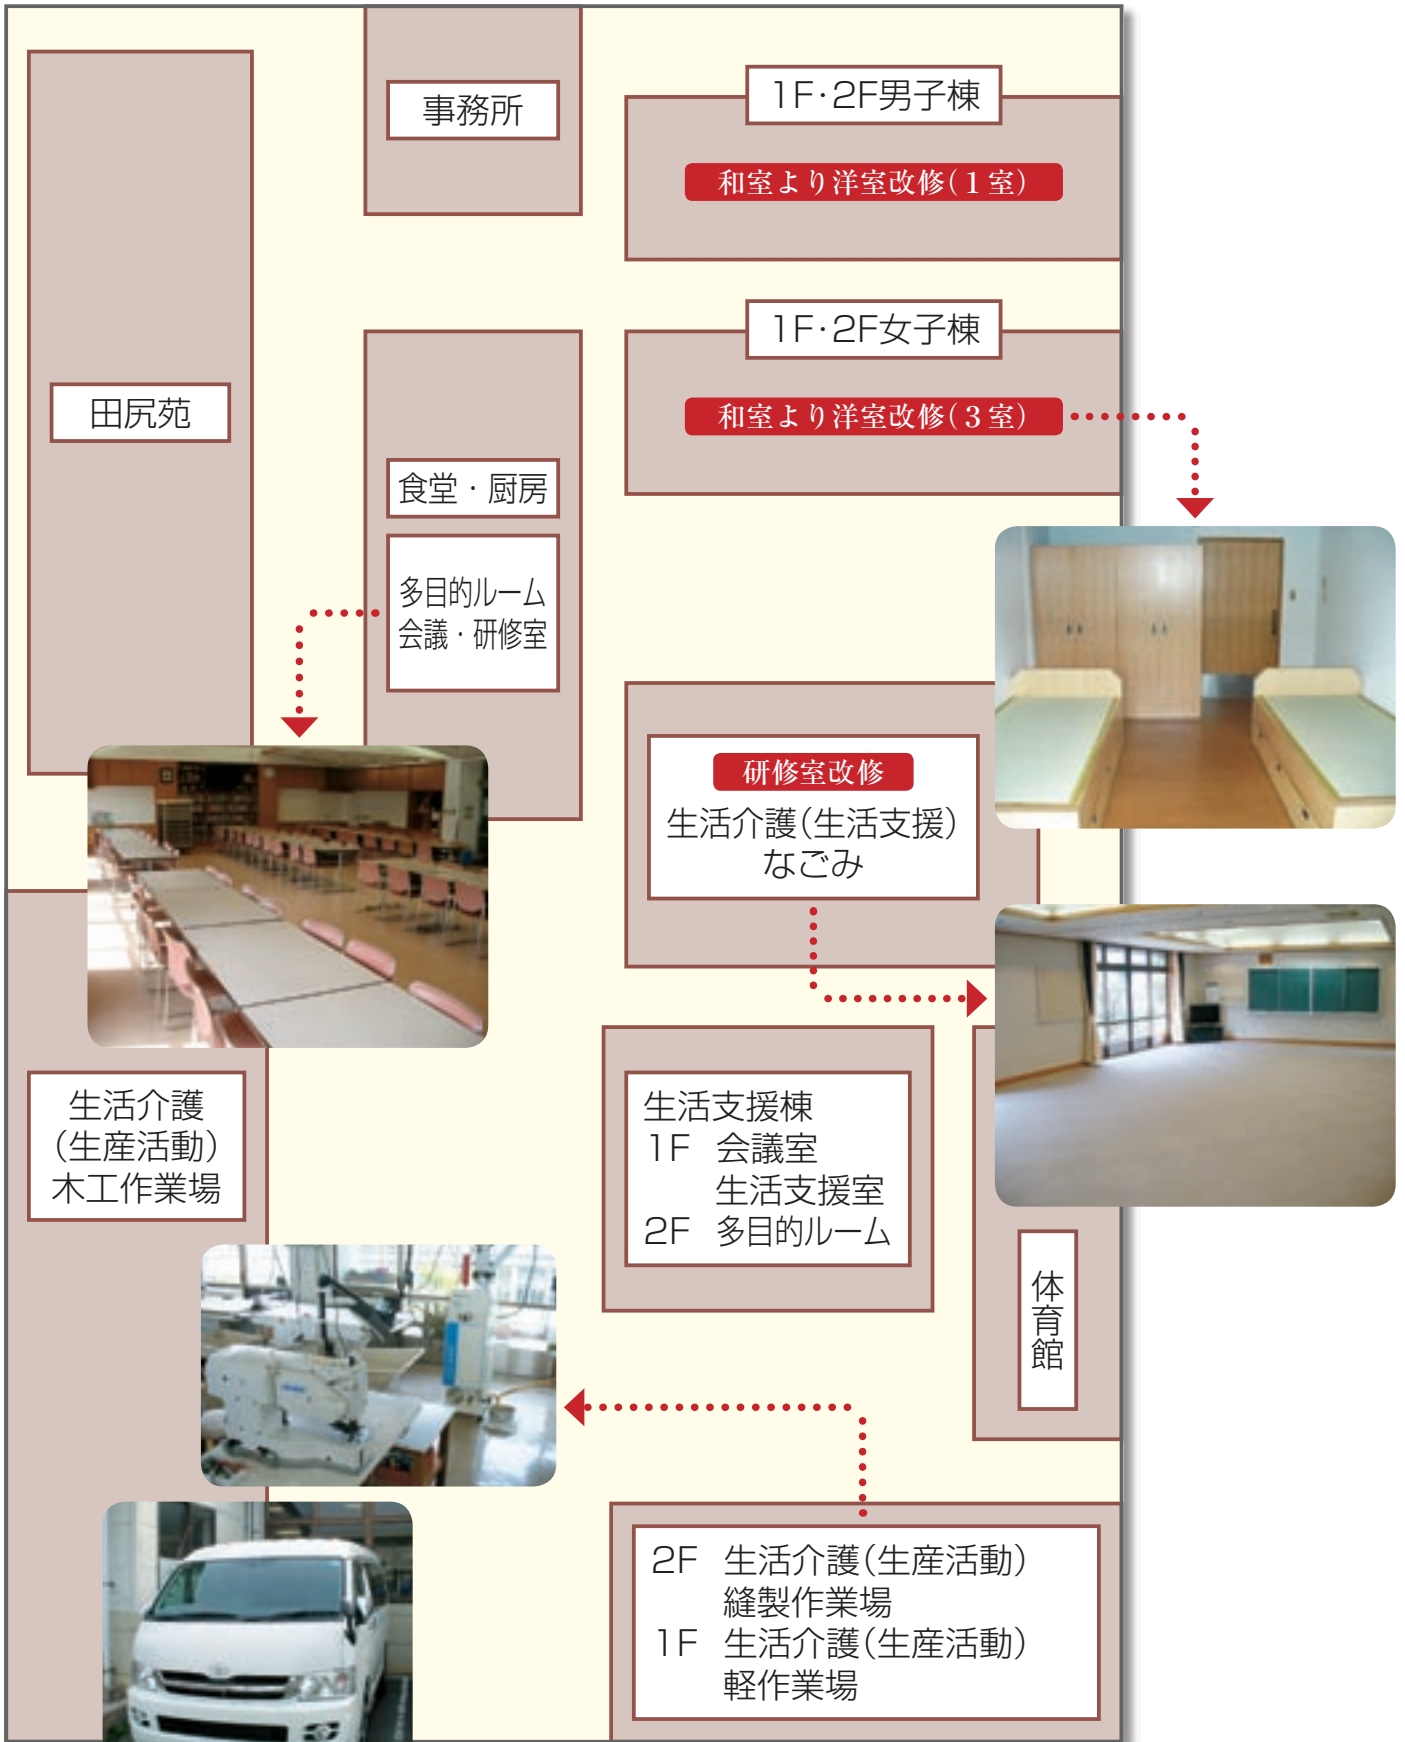 事務所
1F·2F男子棟
和室より洋室改修(1室)
1F·2F女子棟
和室より洋室改修(3室)
田尻苑
食堂・厨房
多目的ルーム
会議・研修室
研修室改修
生活介護(生活支援)
なごみ
生活介護
(生産活動)
木工作業場
生活支援棟
1F 会議室
生活支援室
2F 多目的ルーム
体育館
2F 生活介護(生産活動)
縫製作業場
1F 生活介護(生産活動)
軽作業場